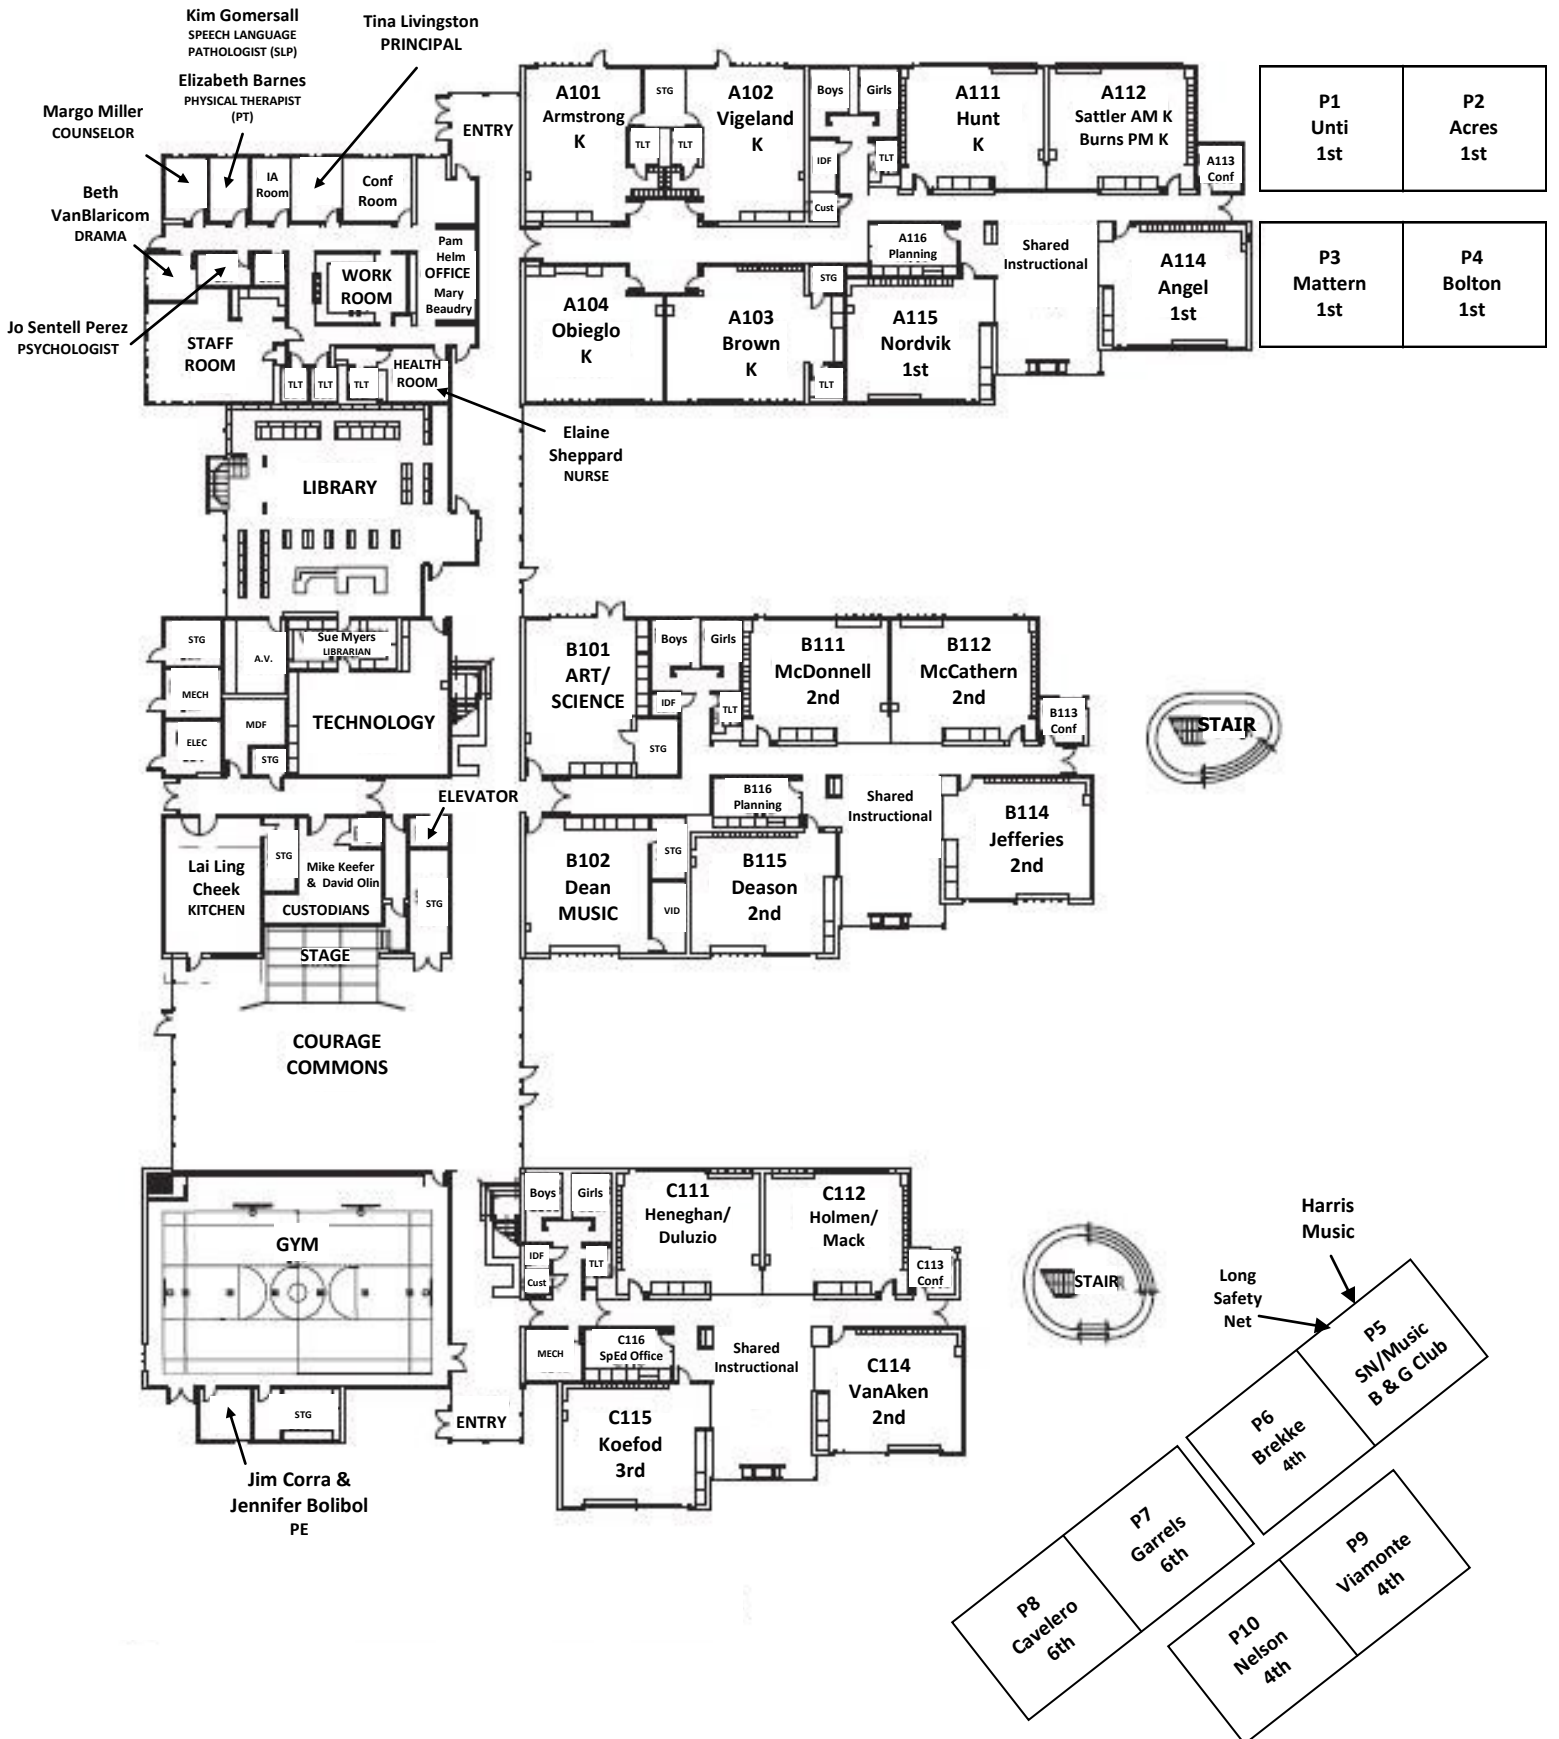 Kim Gomersall
SPEECH LANGUAGE
PATHOLOGIST (SLP)
Elizabeth Barnes
PHYSICAL THERAPIST
(PT)
Tina Livingston
PRINCIPAL
Margo Miller
COUNSELOR
Beth
VanBlaricom
DRAMA
Jo Sentell Perez
PSYCHOLOGIST
ENTRY
IA
Room
Conf
Room
Pam
Helm
OFFICE
Mary
Beaudry
WORK
ROOM
STAFF
ROOM
TLT
TLT
TLT
HEALTH
ROOM
Elaine
Sheppard
NURSE
A101
Armstrong
K
STG
TLT
TLT
A102
Vigeland
K
Boys
Girls
IDF
TLT
Cust
A111
Hunt
K
A112
Sattler AM K
Burns PM K
A113
Conf
A116
Planning
Shared
Instructional
A114
Angel
1st
A104
Obieglo
K
A103
Brown
K
STG
TLT
A115
Nordvik
1st
P1
Unti
1st
P2
Acres
1st
P3
Mattern
1st
P4
Bolton
1st
LIBRARY
STG
A.V.
Sue Myers
LIBRARIAN
MECH
MDF
TECHNOLOGY
ELEC
STG
ELEVATOR
B101
ART/
SCIENCE
Boys
Girls
IDF
TLT
STG
B111
McDonnell
2nd
B112
McCathern
2nd
B113
Conf
B116
Planning
Shared
Instructional
B114
Jefferies
2nd
B102
Dean
MUSIC
STG
VID
B115
Deason
2nd
STAIR
Lai Ling
Cheek
KITCHEN
STG
Mike Keefer
& David Olin
CUSTODIANS
STG
STAGE
COURAGE
COMMONS
GYM
STG
ENTRY
Jim Corra &
Jennifer Bolibol
PE
Boys
Girls
IDF
TLT
Cust
C111
Heneghan/
Duluzio
C112
Holmen/
Mack
C113
Conf
MECH
C116
SpEd Office
Shared
Instructional
C114
VanAken
2nd
C115
Koefod
3rd
STAIR
Harris
Music
Long
Safety
Net
P5
SN/Music
B & G Club
P6
Brekke
4th
P7
Garrels
6th
P8
Cavelero
6th
P9
Viamonte
4th
P10
Nelson
4th